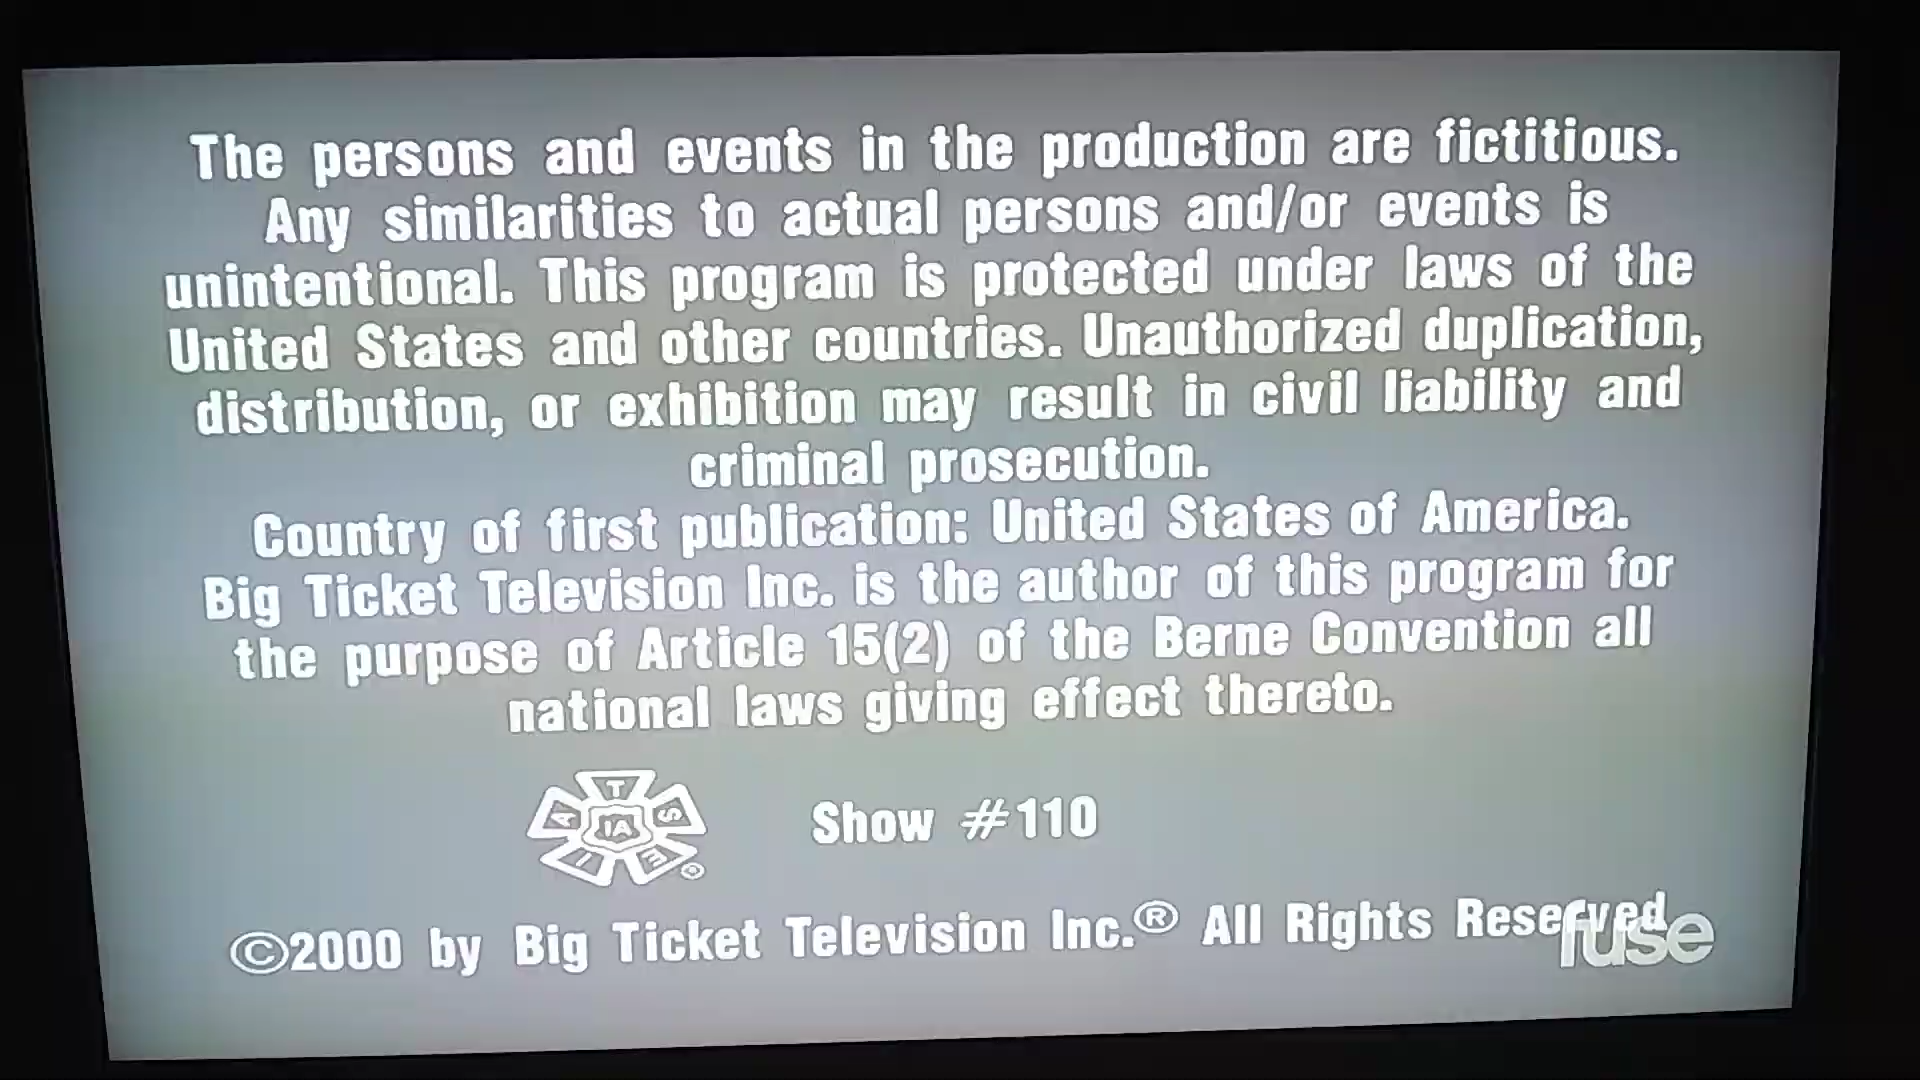 The persons and events in the production are fictitious.
Any similarities to actual persons and/or events is
unintentional. This program is protected under laws of the
United States and other countries. Unauthorized duplication,
distribution, or exhibition may result in civil liability and
criminal prosecution.
Country of first publication: United States of America.
Big Ticket Television Inc. is the author of this program for
the purpose of Article 15(2) of the Berne Convention all
national laws giving effect thereto.
I A T S E IA ®
Show #110
©2000 by Big Ticket Television Inc.® All Rights Reserved
fuse